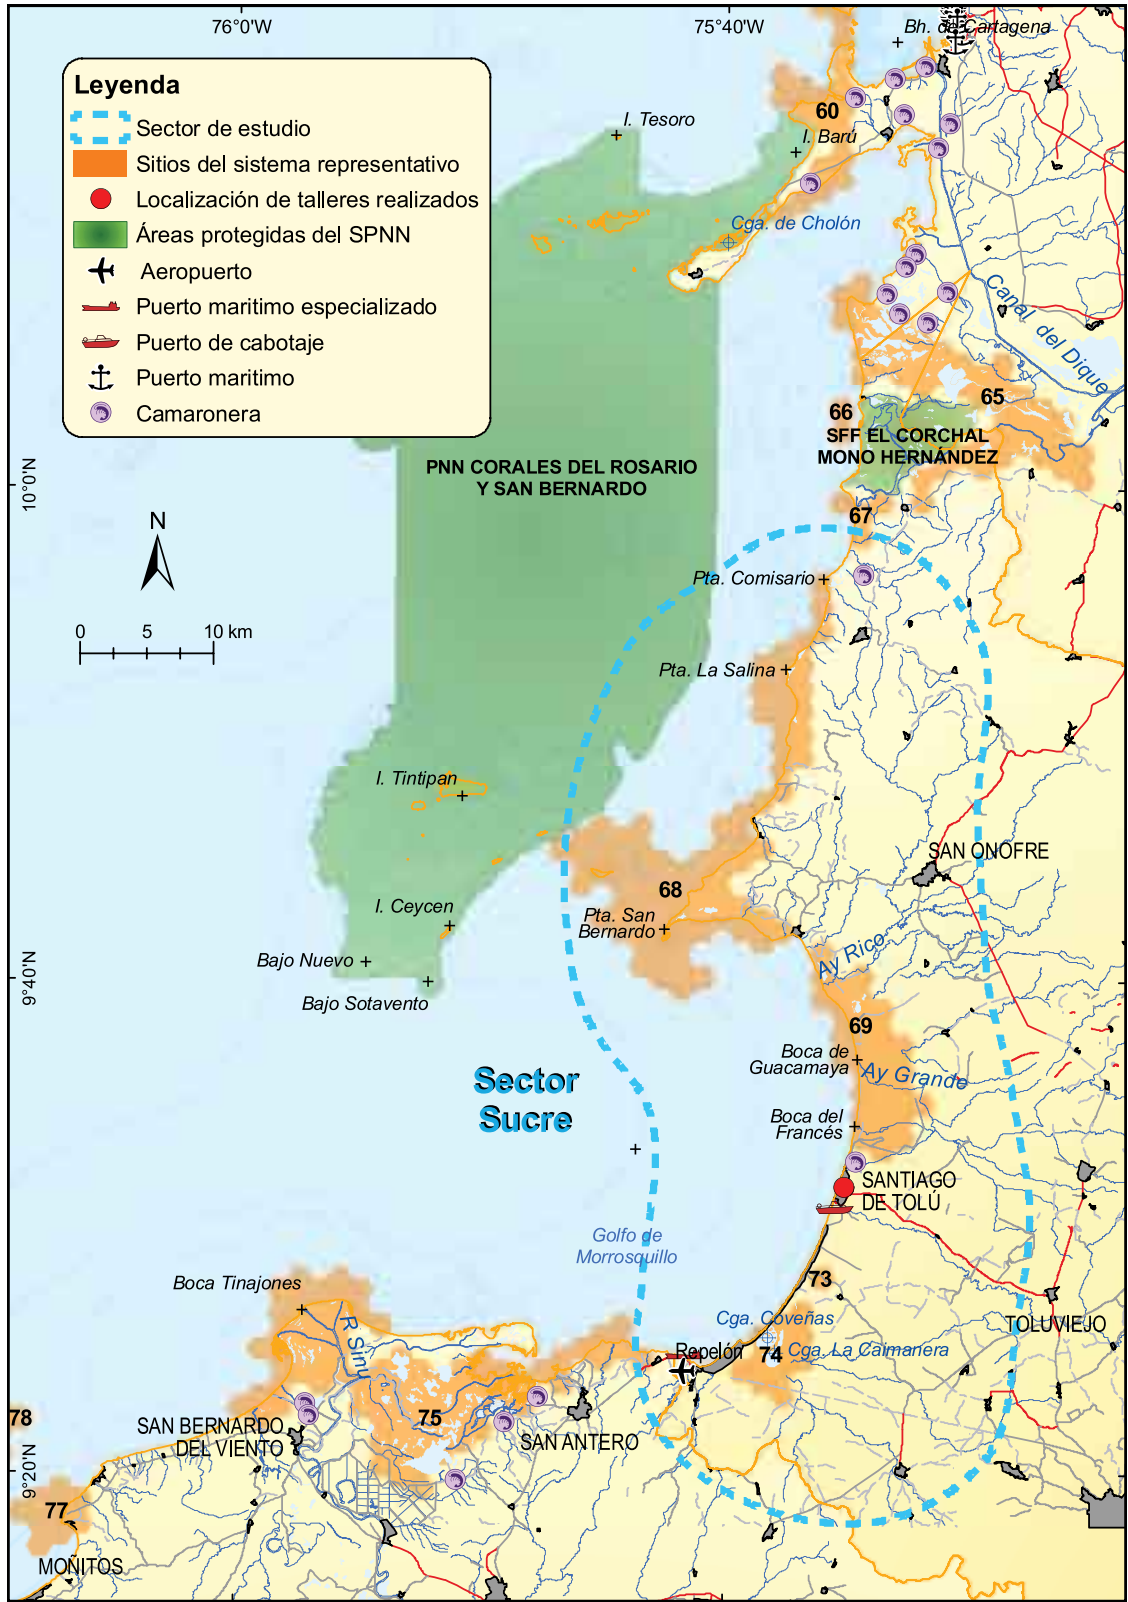 76°0'W
75°40'W
Bh. de Cartagena
Leyenda
Sector de estudio
Sitios del sistema representativo
Localización de talleres realizados
Áreas protegidas del SPNN
Aeropuerto
Puerto maritimo especializado
Puerto de cabotaje
Puerto maritimo
Camaronera
I. Tesoro
60
I. Barú
Cga. de Cholón
Canal del Dique
65
66
SFF EL CORCHAL
MONO HERNÁNDEZ
PNN CORALES DEL ROSARIO
Y SAN BERNARDO
10°0'N
67
N
Pta. Comisario
0 5 10 km
Pta. La Salina
I. Tintipan
SAN ONOFRE
68
I. Ceycen
Pta. San
Bernardo
Ay Rico
Bajo Nuevo
9°40'N
Bajo Sotavento
69
Boca de
Guacamaya
Ay Grande
Sector
Sucre
Boca del
Francés
SANTIAGO
DE TOLÚ
Golfo de
Morrosquillo
Boca Tinajones
73
R Sinú
Cga. Coveñas
TOLUVIEJO
Repelón
74
Cga. La Caimanera
78
75
SAN BERNARDO
DEL VIENTO
SAN ANTERO
9°20'N
77
MOÑITOS